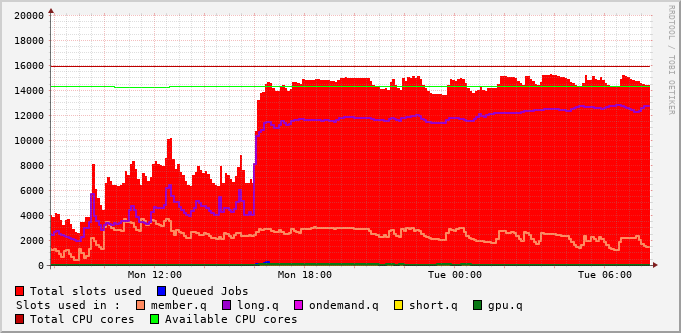 20000
18000
16000
14000
12000
10000
8000
6000
4000
2000
0
Mon 12:00 Mon 18:00 Tue 00:00 Tue 06:00
RRDTOOL / TOBI OETIKER
Total slots used Queued Jobs
Slots used in : member.q long.q ondemand.q short.q gpu.q
Total CPU cores Available CPU cores